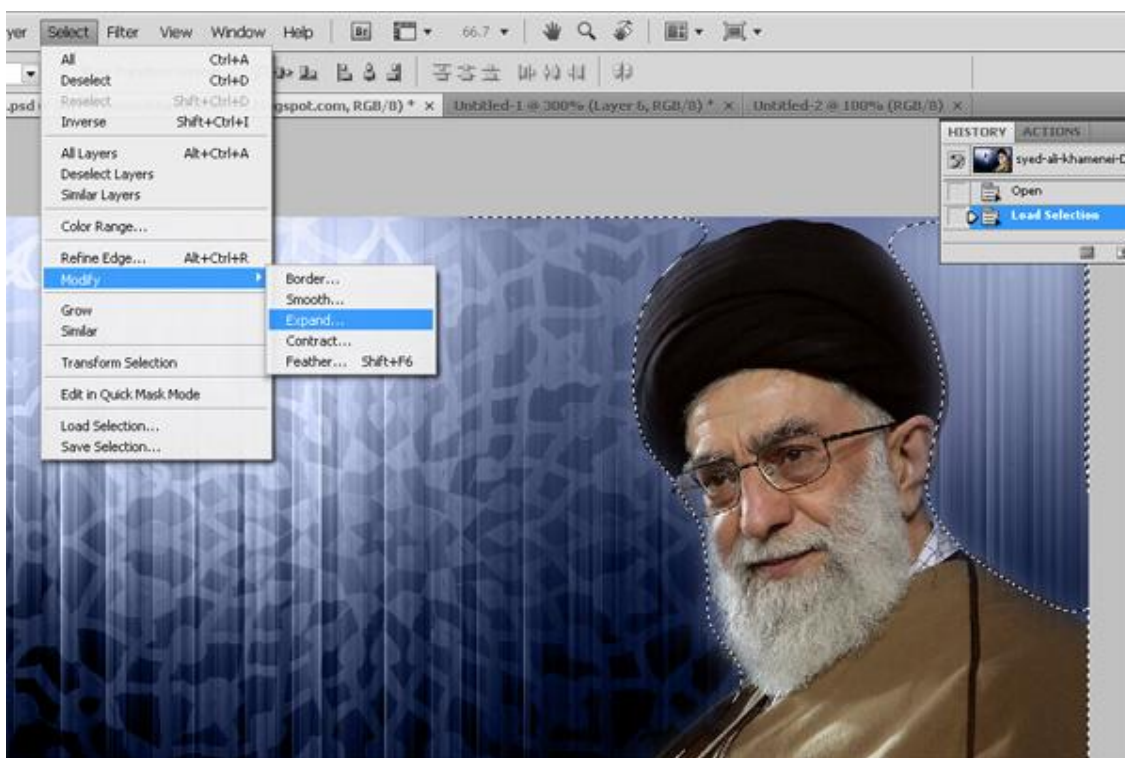 yer Select Filter View Window Help Br 66.7
.psd gspot.com, RGB/8) * × Untitled-1 @ 300% (Layer 6, RGB/8) * × Untitled-2 @ 100% (RGB/8) ×
All Ctrl+A
Deselect Ctrl+D
Reselect Shift+Ctrl+D
Inverse Shift+Ctrl+I
All Layers Alt+Ctrl+A
Deselect Layers
Similar Layers
Color Range...
Refine Edge... Alt+Ctrl+R
Modify
Grow
Similar
Transform Selection
Edit in Quick Mask Mode
Load Selection...
Save Selection...
Border...
Smooth...
Expand...
Contract...
Feather... Shift+F6
HISTORY ACTIONS
syed-ali-khamenei-D
Open
Load Selection